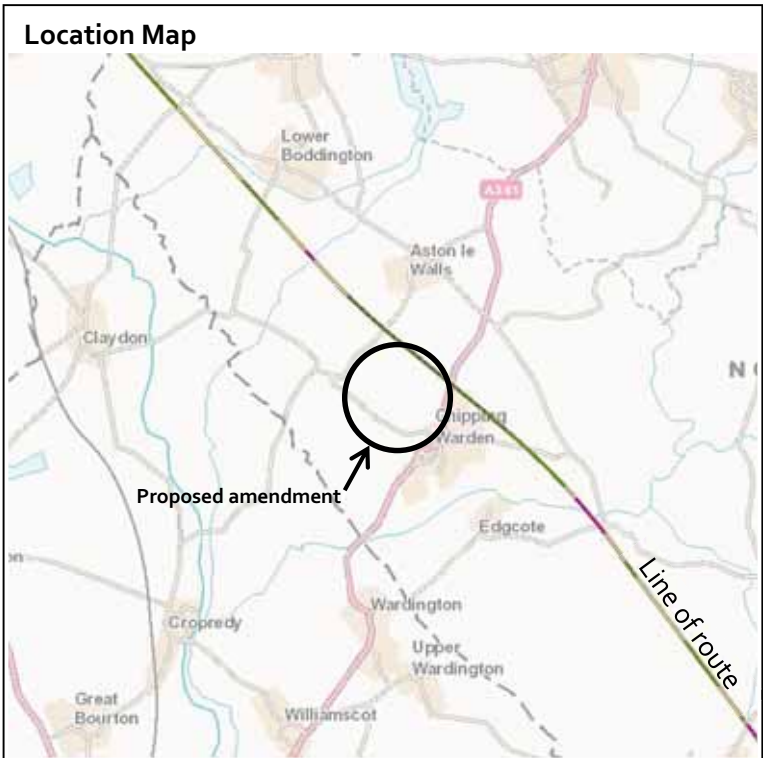 Location Map
Lower
Boddington
A361
Aston le
Walls
Claydon
N
Chipping
Warden
Proposed amendment
Edgcote
Line of route
Wardington
Cropredy
Upper
Wardington
Great
Bourton
Williamscot